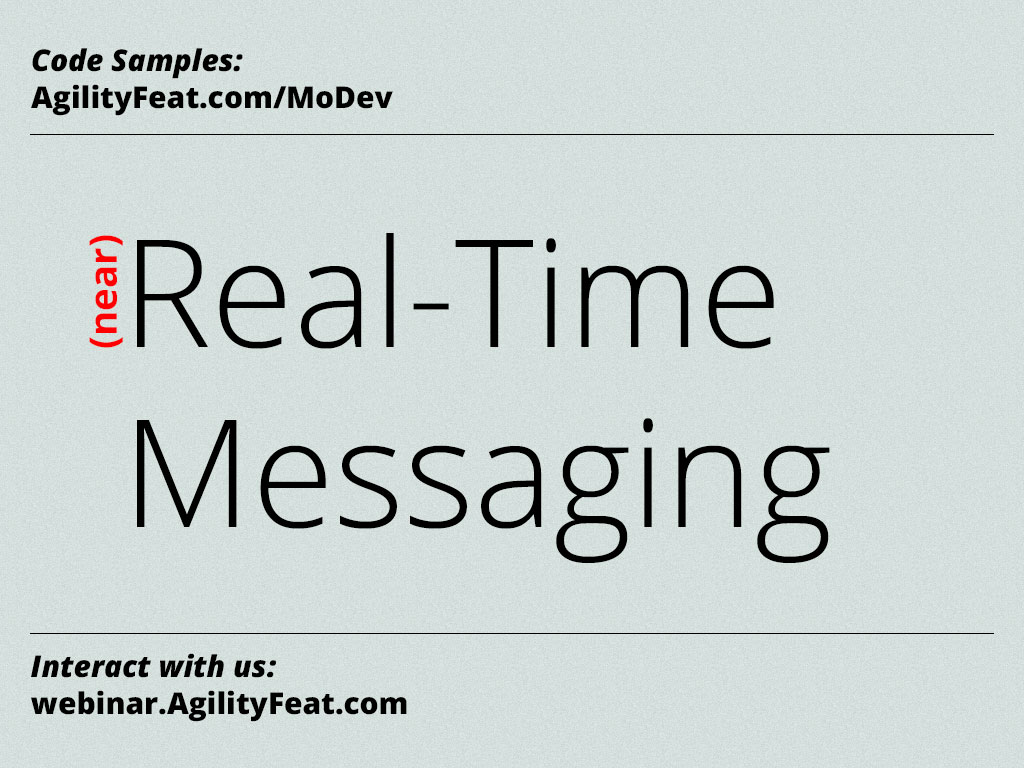 Code Samples:
AgilityFeat.com/MoDev
(near)
Real-Time
Messaging
Interact with us:
webinar.AgilityFeat.com